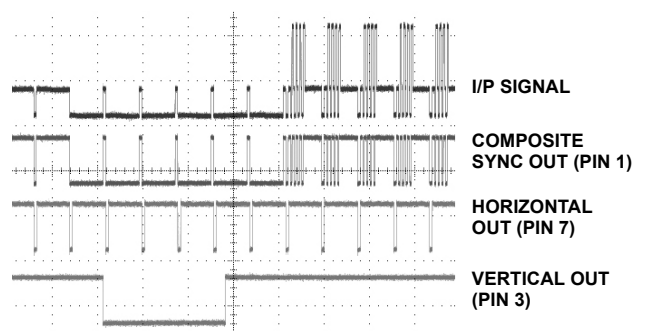 I/P SIGNAL
COMPOSITE
SYNC OUT (PIN 1)
HORIZONTAL
OUT (PIN 7)
VERTICAL OUT
(PIN 3)